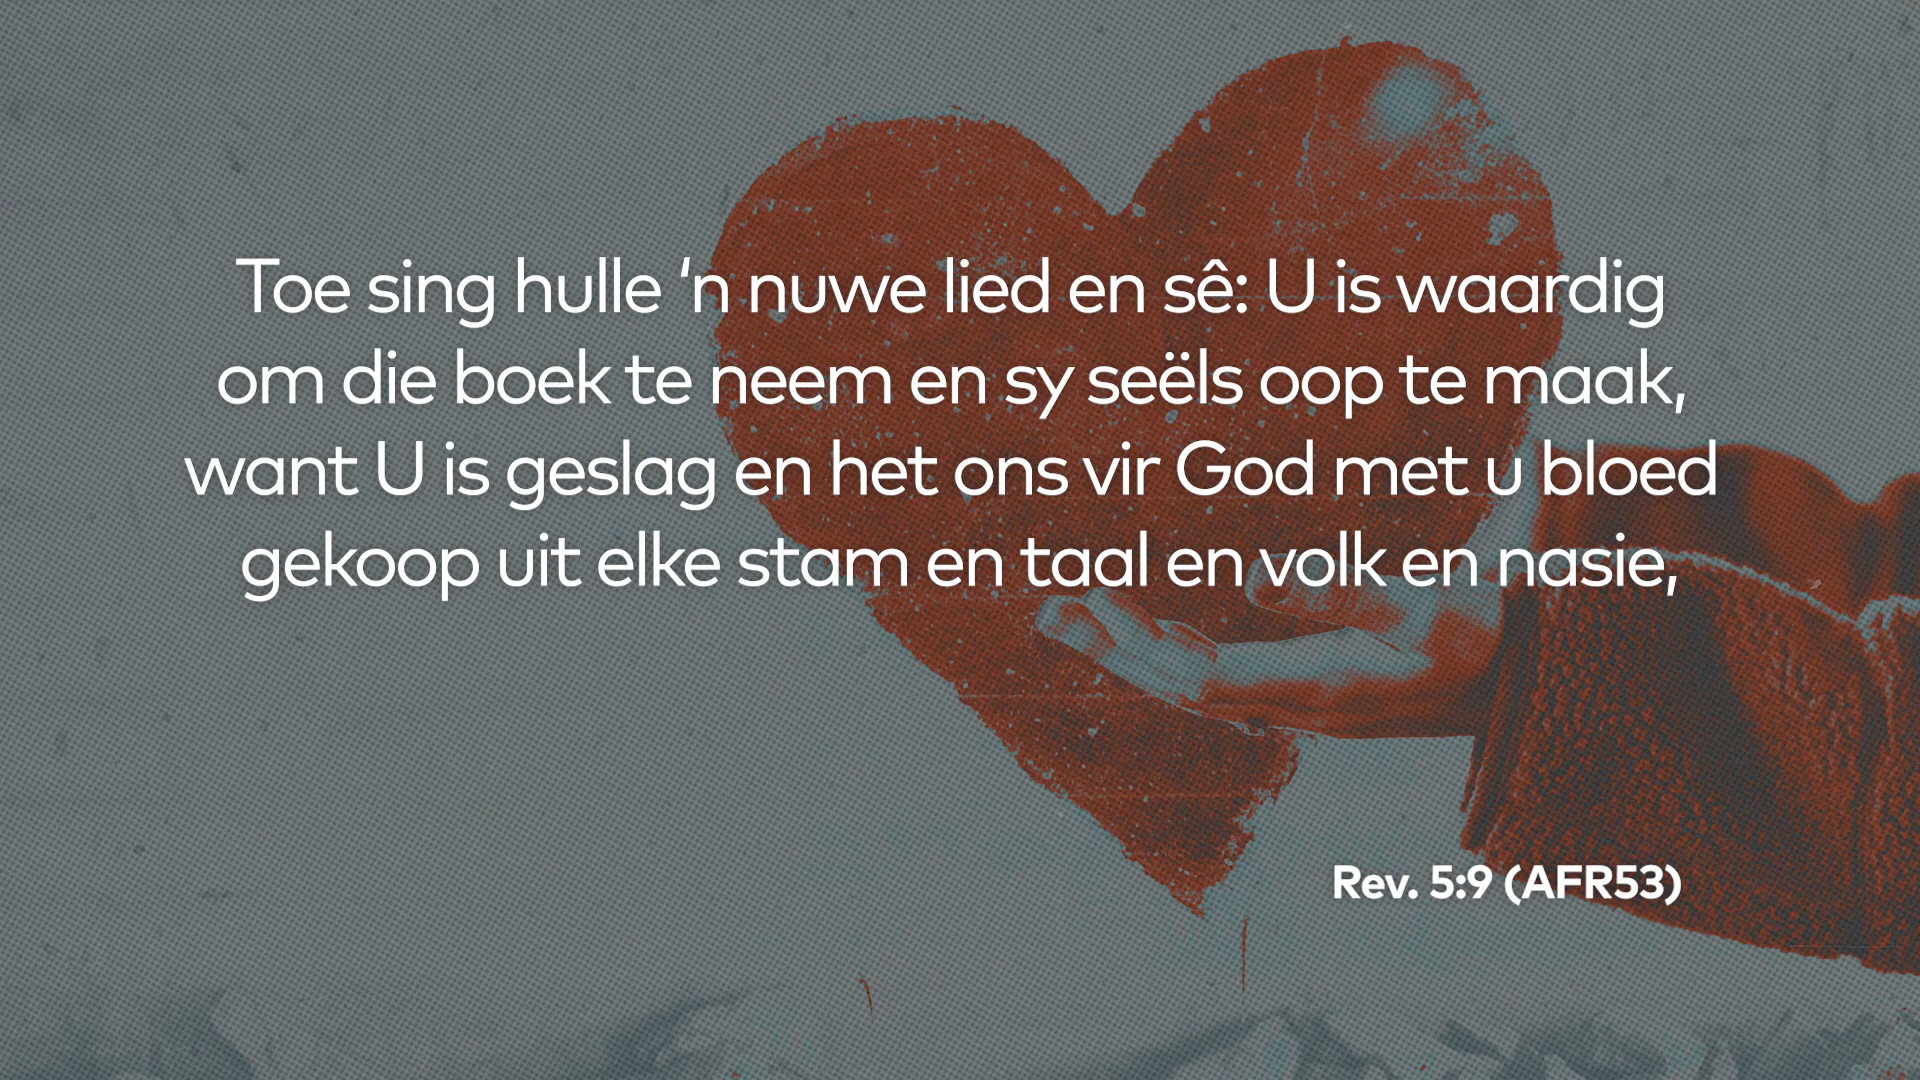 Toe sing hulle ‘n nuwe lied en sê: U is waardig
om die boek te neem en sy seëls oop te maak,
want U is geslag en het ons vir God met u bloed
gekoop uit elke stam en taal en volk en nasie,
Rev. 5:9 (AFR53)